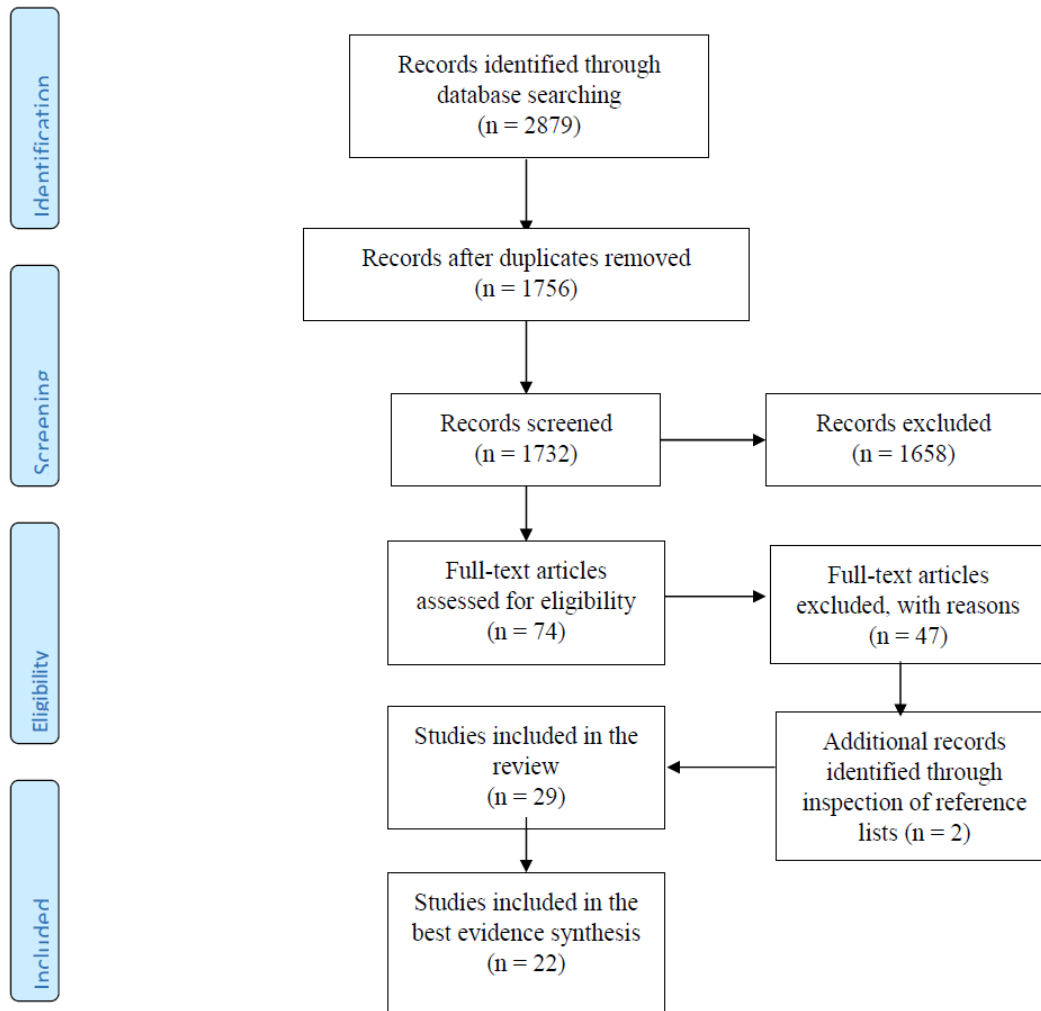 Identification
Records identified through
database searching
(n = 2879)
Records after duplicates removed
(n = 1756)
Screening
Records screened
(n = 1732)
Records excluded
(n = 1658)
Eligibility
Full-text articles
assessed for eligibility
(n = 74)
Full-text articles
excluded, with reasons
(n = 47)
Additional records
identified through
inspection of reference
lists (n = 2)
Studies included in the
review
(n = 29)
Included
Studies included in the
best evidence synthesis
(n = 22)